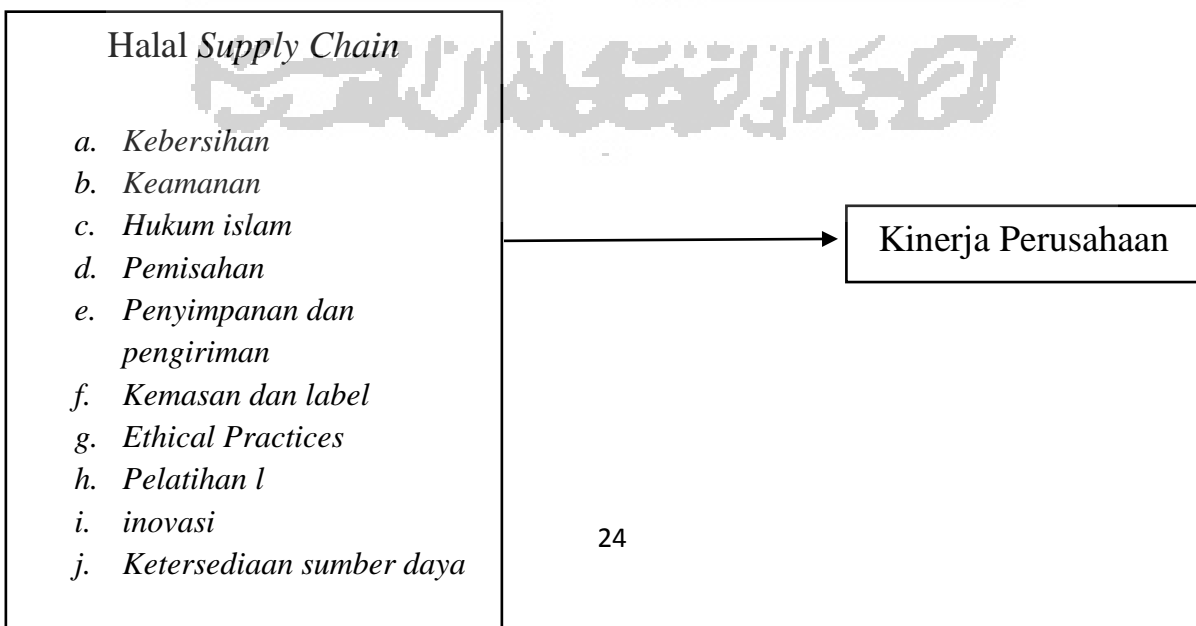 Halal Supply Chain
a. Kebersihan
b. Keamanan
c. Hukum islam
d. Pemisahan
e. Penyimpanan dan
pengiriman
f. Kemasan dan label
g. Ethical Practices
h. Pelatihan l
i. inovasi
j. Ketersediaan sumber daya
Kinerja Perusahaan
24